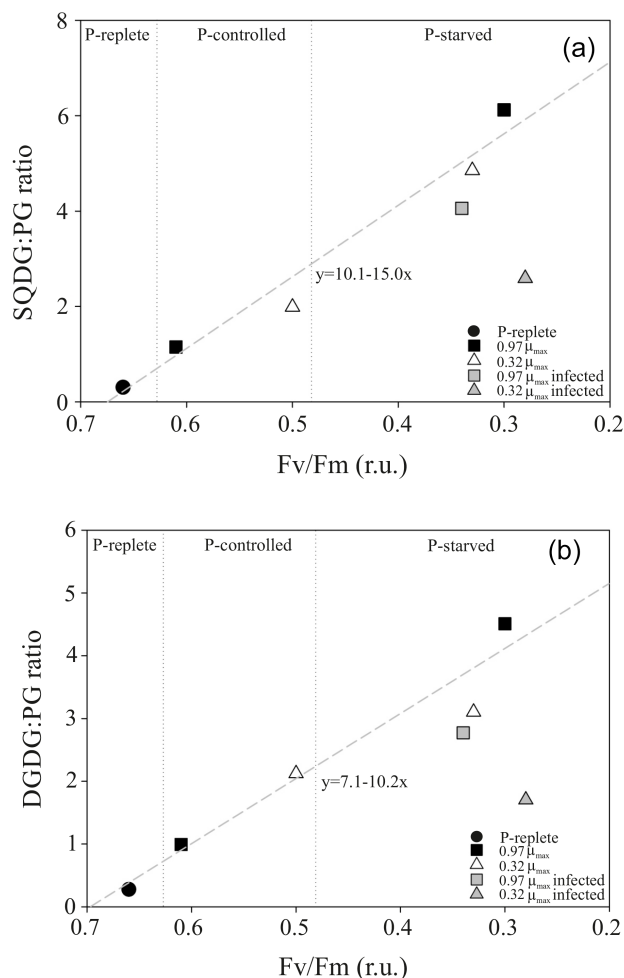 8
P-replete P-controlled P-starved (a)
6
SQDG:PG ratio
4
y=10.1-15.0x
2
P-replete
0.97 μmax
0.32 μmax
0.97 μmax infected
0.32 μmax infected
0
0.7 0.6 0.5 0.4 0.3 0.2
Fv/Fm (r.u.)
6
P-replete P-controlled P-starved (b)
5
4
DGDG:PG ratio
3
2
y=7.1-10.2x
1
P-replete
0.97 μmax
0.32 μmax
0.97 μmax infected
0.32 μmax infected
0
0.7 0.6 0.5 0.4 0.3 0.2
Fv/Fm (r.u.)